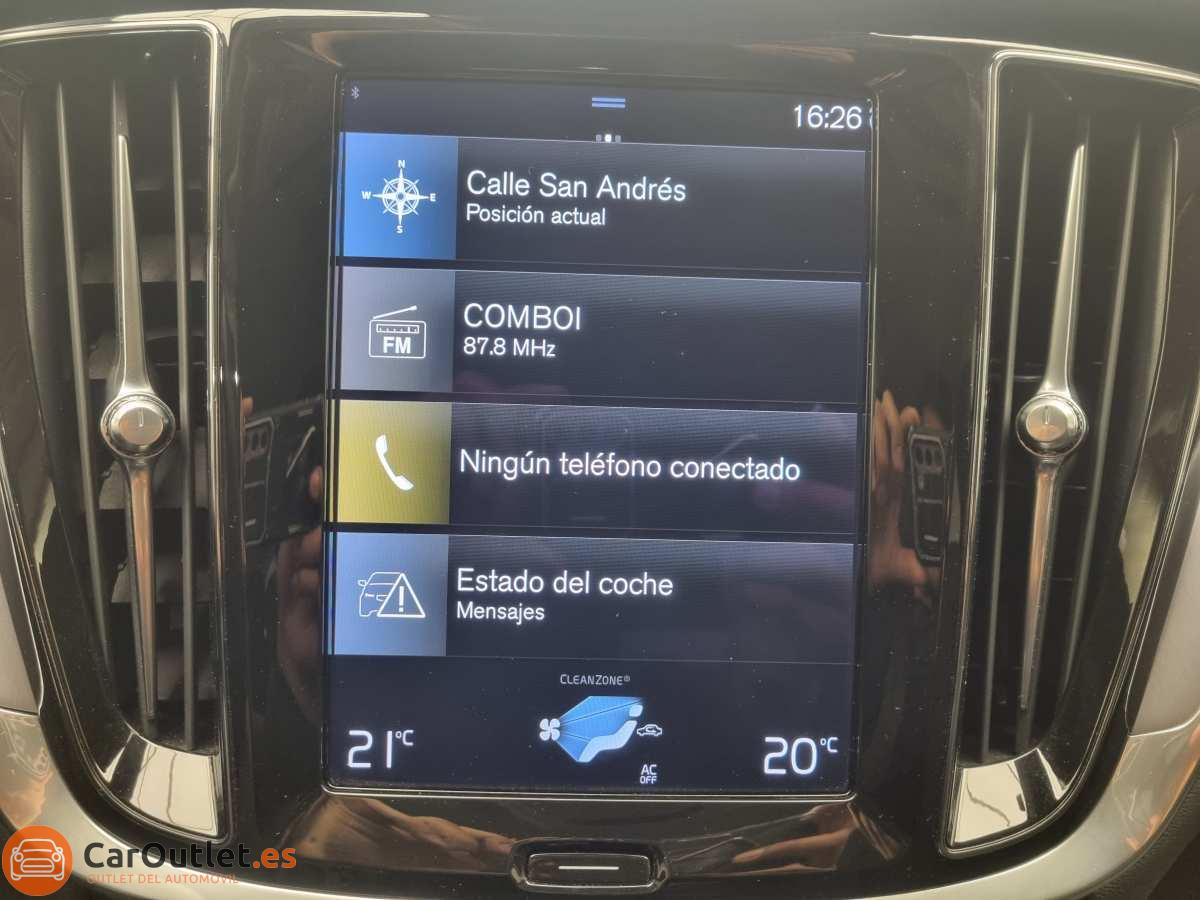 16:26
N
W E
S
Calle San Andrés
Posición actual
FM
COMBOI
87.8 MHz
Ningún teléfono conectado
Estado del coche
Mensajes
CLEANZONE®
21°C
20°C
AC
OFF
CarOutlet.es
OUTLET DEL AUTOMÓVIL